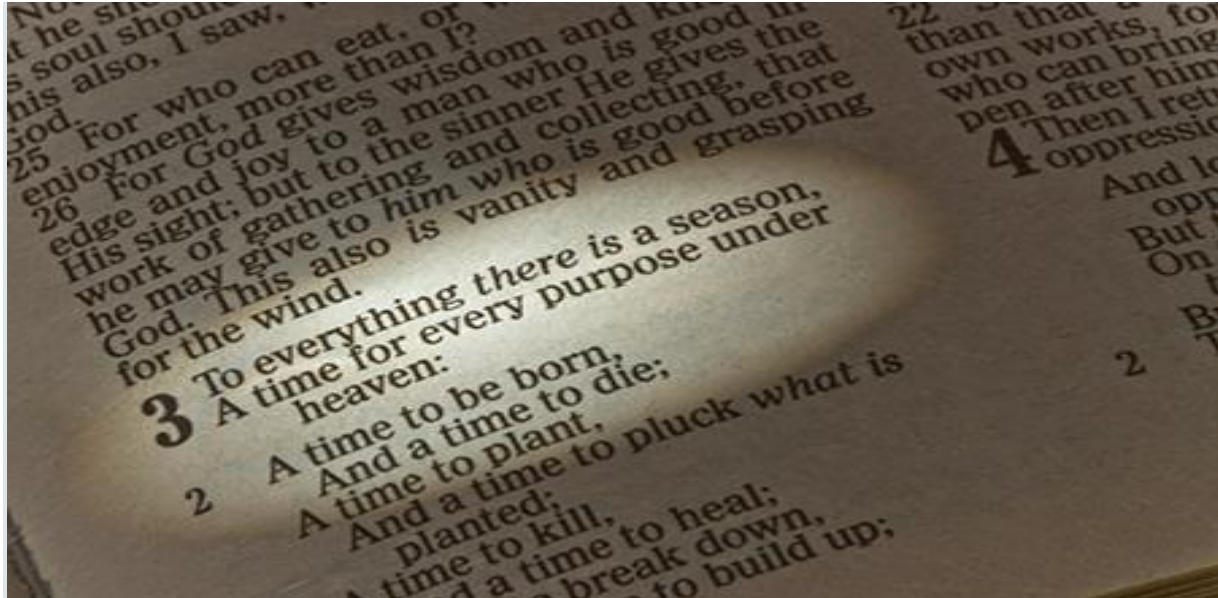 t he sho
s soul shoul
his also, I saw, w
God.
25 For who can eat, or
enjoyment, more than I?
26 For God gives wisdom and
edge and joy to a man who is good in
His sight; but to the sinner He gives the
work of gathering and collecting, that
he may give to him who is good before
God. This also is vanity and grasping
for the wind.
3 To everything there is a season,
A time for every purpose under
heaven:
2 A time to be born,
And a time to die;
A time to plant,
And a time to pluck what is
planted;
time to kill,
a time to heal;
break down,
to build up;
22
than that a
own works, for
who can bring
pen after him
4 Then I retu
oppressi
And lo
opp
But
On
2